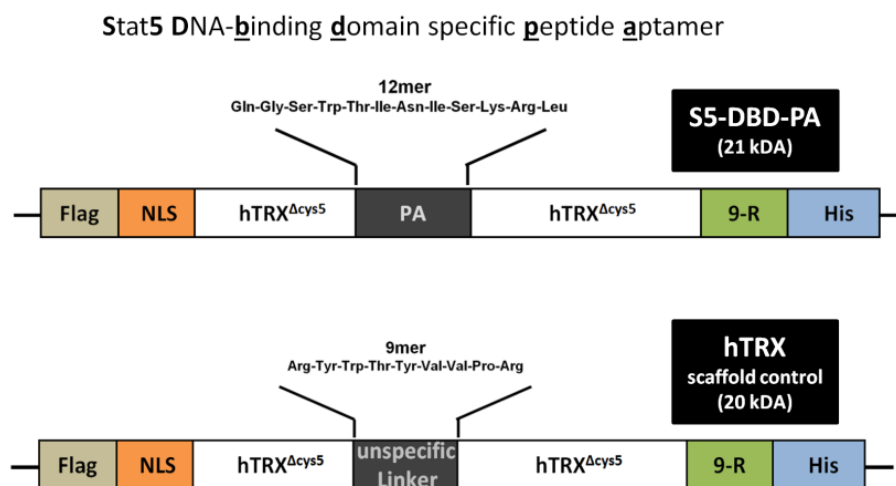 Stat5 DNA-binding domain specific peptide aptamer
12mer
Gln-Gly-Ser-Trp-Thr-Ile-Asn-Ile-Ser-Lys-Arg-Leu
S5-DBD-PA
(21 kDA)
Flag NLS hTRXΔcys5 PA hTRXΔcys5 9-R His
9mer
Arg-Tyr-Trp-Thr-Tyr-Val-Val-Pro-Arg
hTRX
scaffold control
(20 kDA)
Flag NLS hTRXΔcys5 unspecific Linker hTRXΔcys5 9-R His